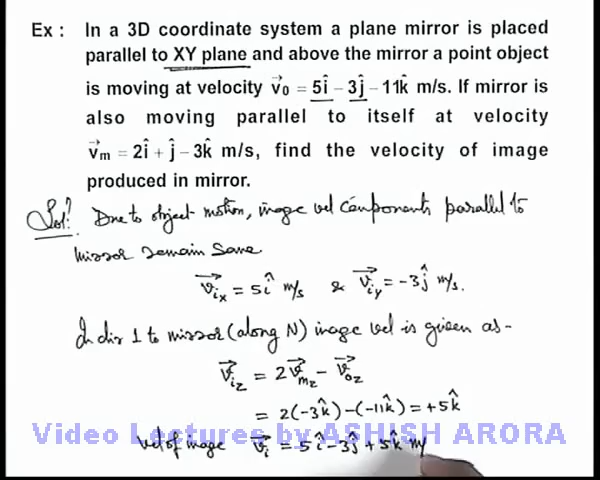 Ex : In a 3D coordinate system a plane mirror is placed
parallel to XY plane and above the mirror a point object
is moving at velocity v⃗₀ = 5î − 3ĵ − 11k̂ m/s. If mirror is
also moving parallel to itself at velocity
v⃗ₘ = 2î + ĵ − 3k̂ m/s, find the velocity of image
produced in mirror.
Sol? Due to object motion, image vel components parallel to
mirror remain same
v⃗ix = 5î m/s & v⃗iy = −3ĵ m/s.
In dir ⊥ to mirror (along N) image vel is given as-
v⃗iz = 2v⃗mz − v⃗oz
= 2(−3k̂) − (−11k̂) = +5k̂
Video Lectures by ASHISH ARORA
Vel of image v⃗i = 5î − 3ĵ + 5k̂ m/